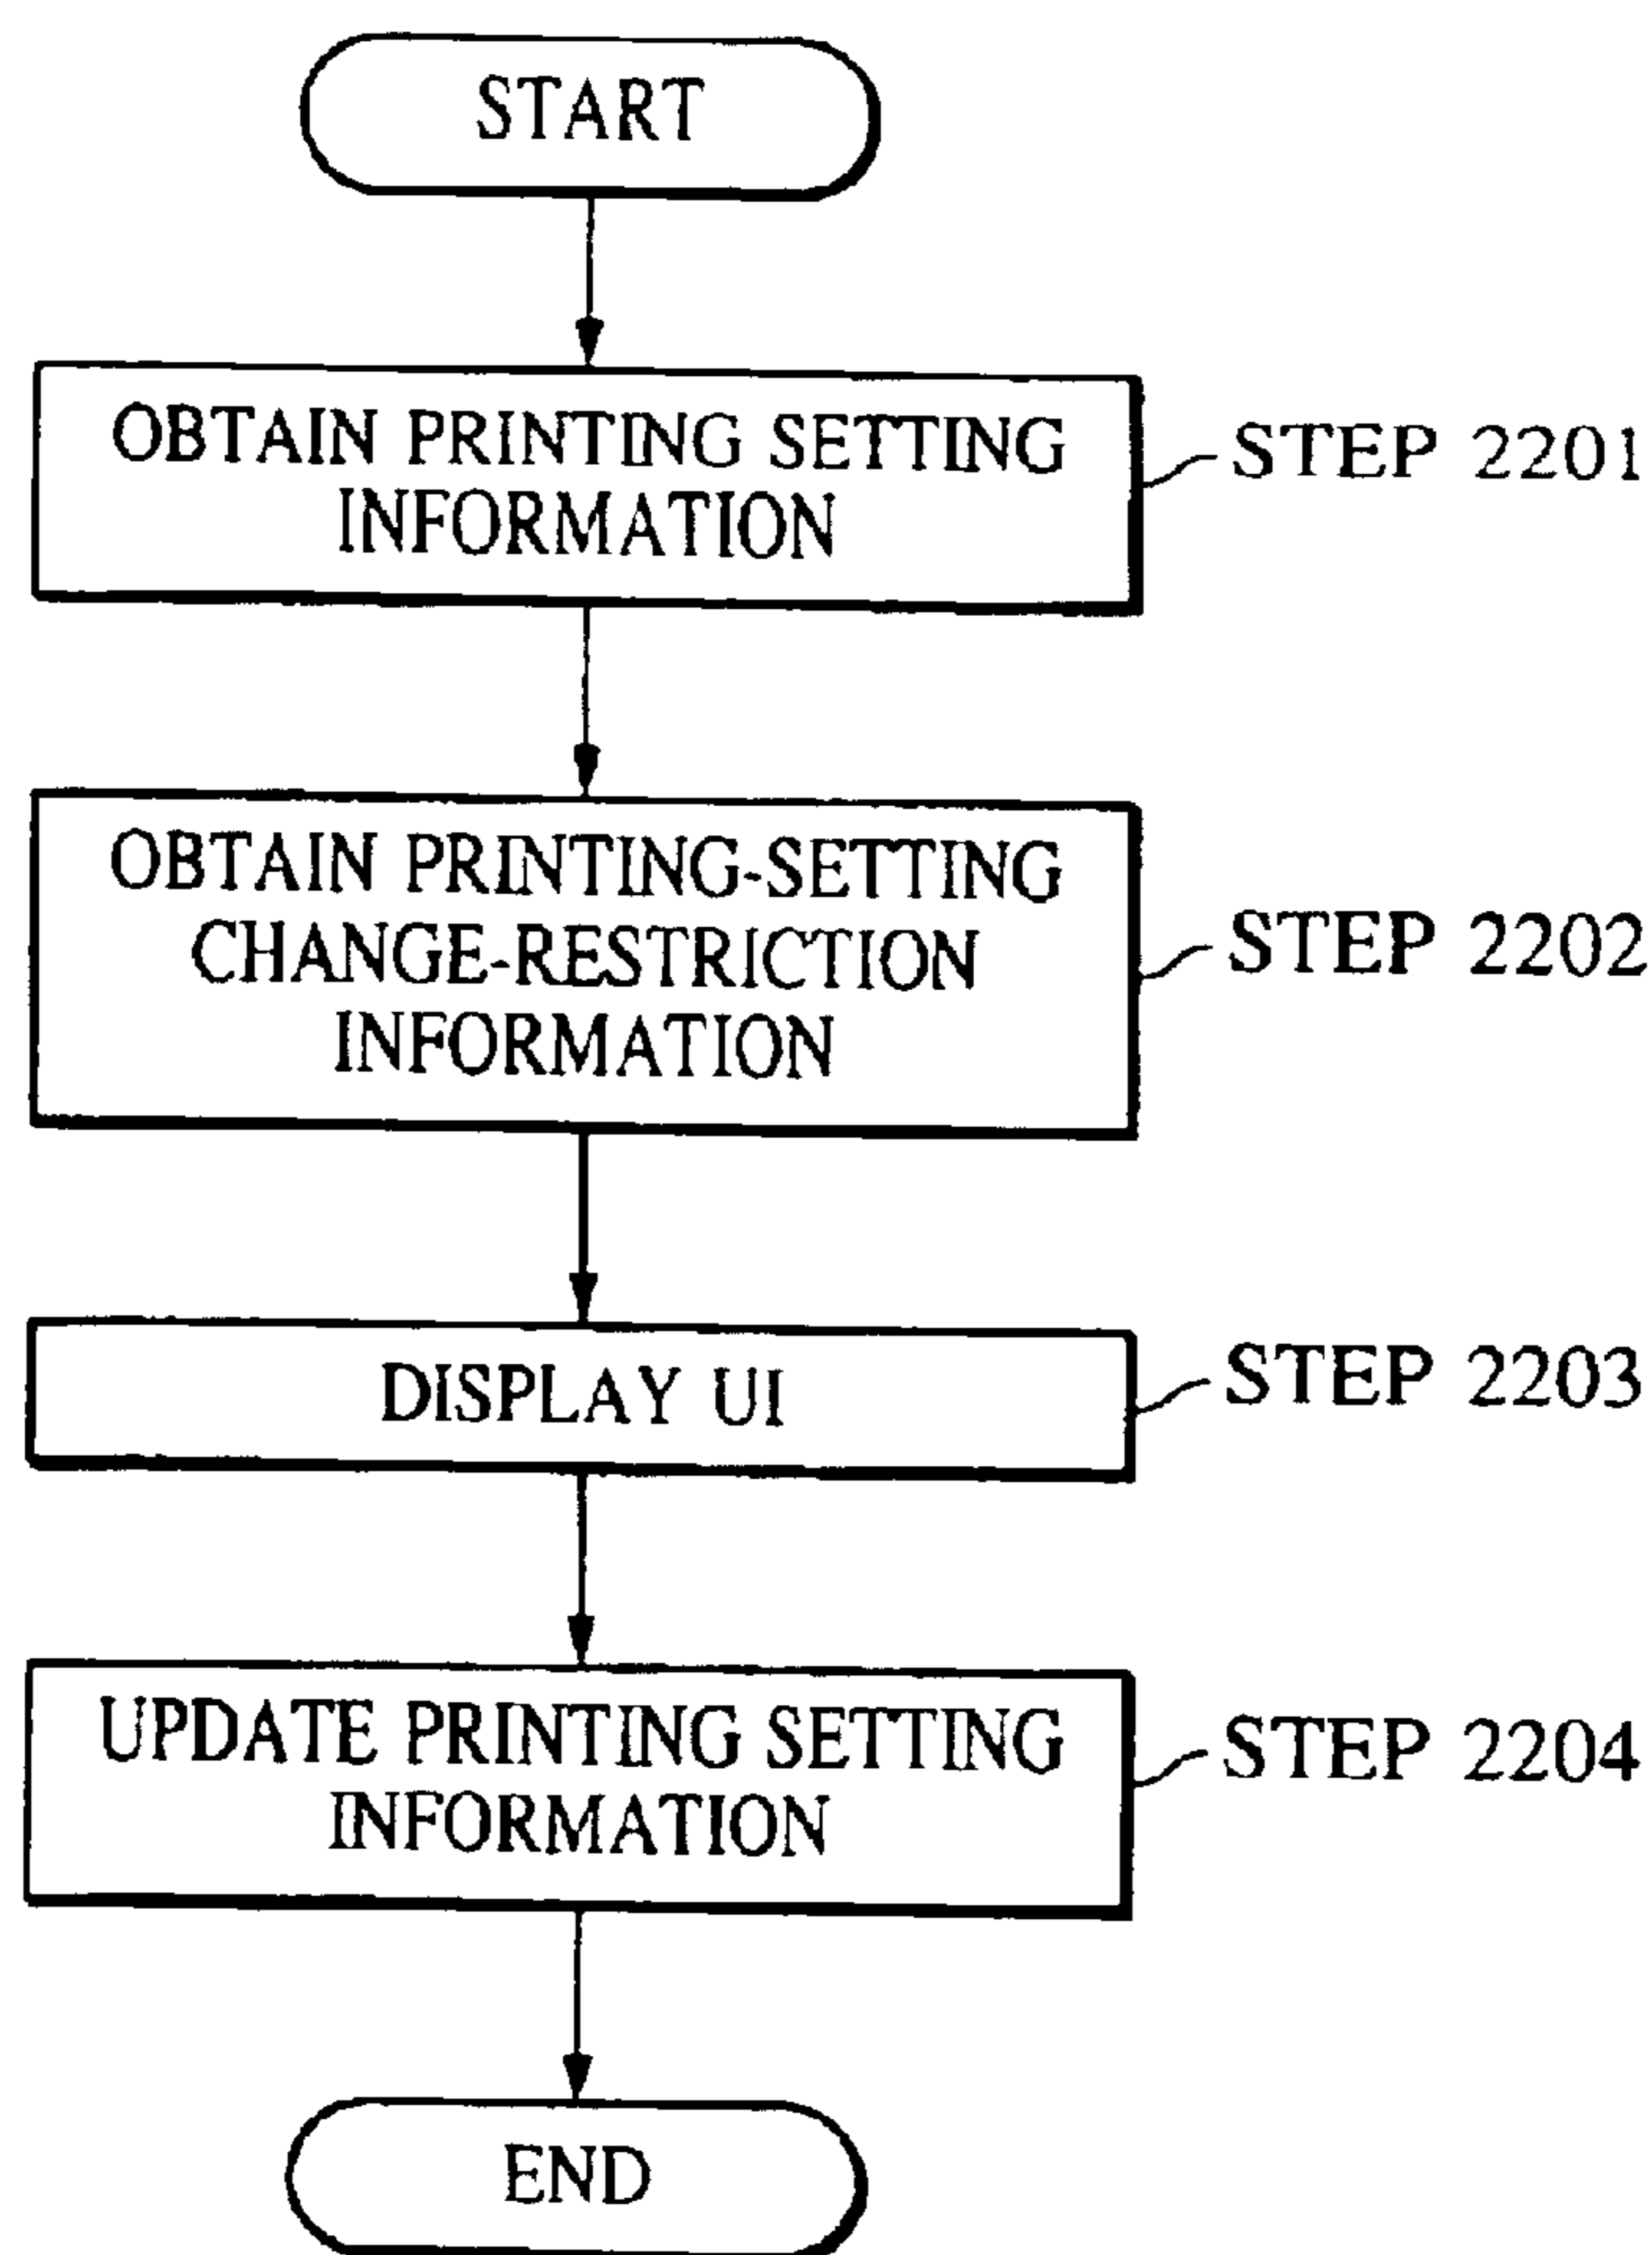 START
OBTAIN PRINTING SETTING
INFORMATION
STEP 2201
OBTAIN PRINTING-SETTING
CHANGE-RESTRICTION
INFORMATION
STEP 2202
DISPLAY UI
STEP 2203
UPDATE PRINTING SETTING
INFORMATION
STEP 2204
END